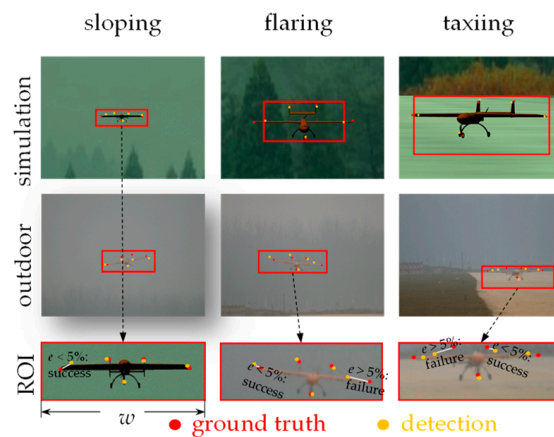 sloping
flaring
taxiing
simulation
outdoor
ROI
e < 5%:
success
e < 5%:
success
e > 5%:
failure
e > 5%:
failure
e < 5%:
success
w
ground truth
detection